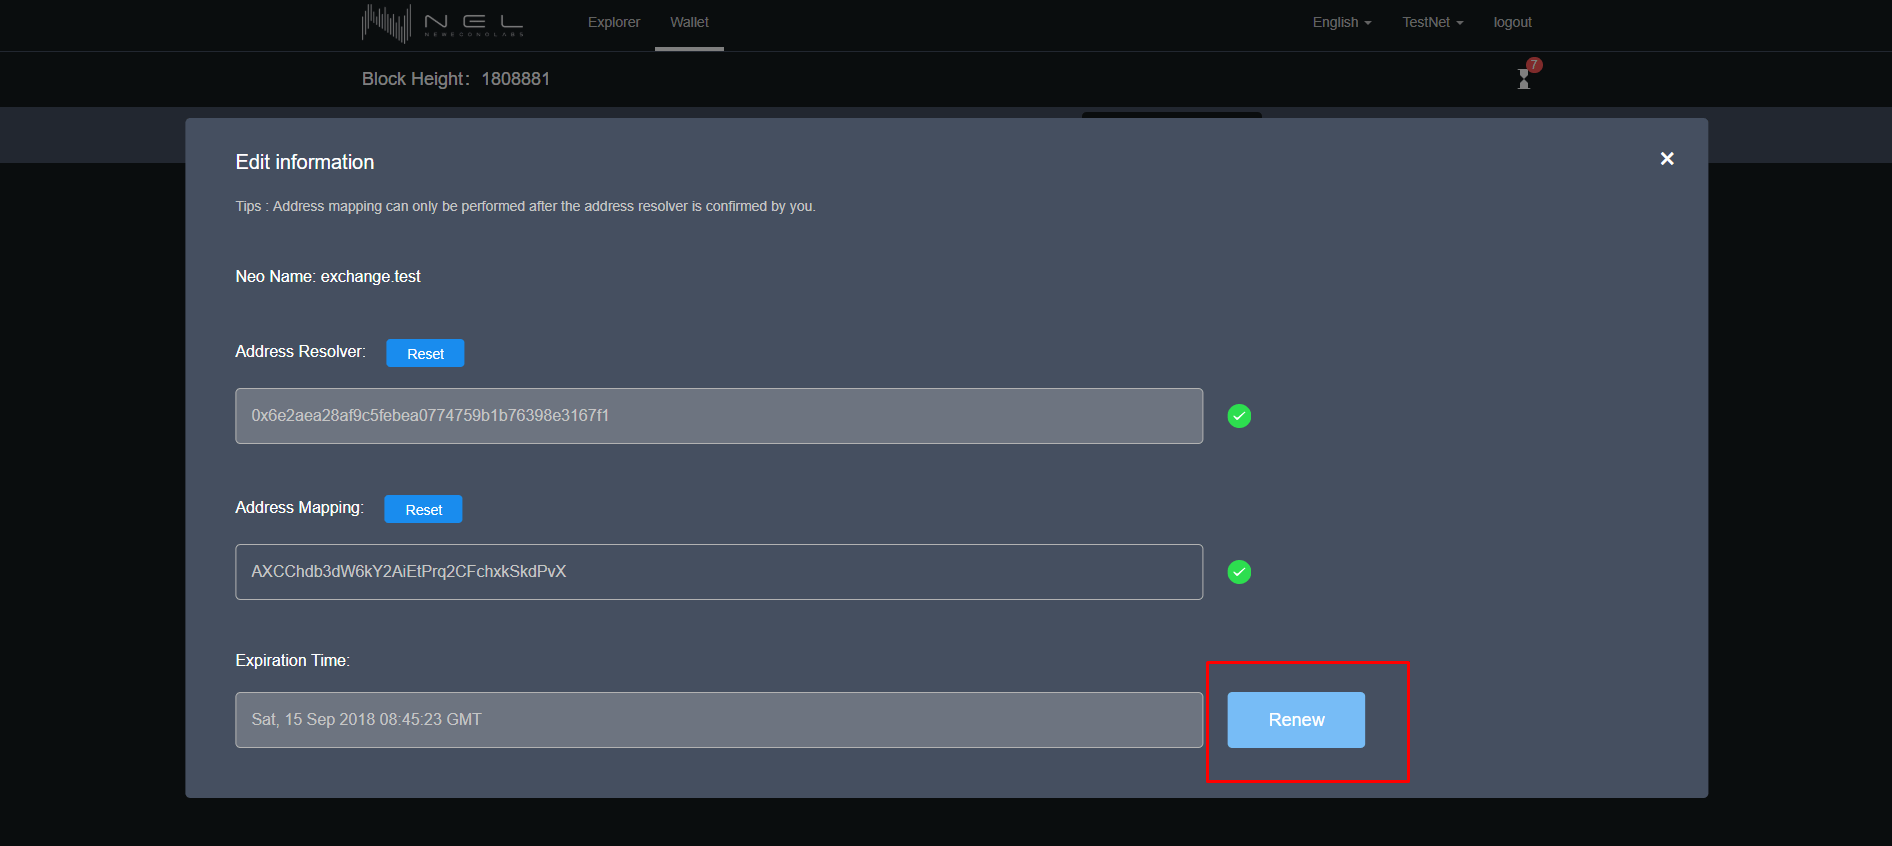 NEL
NEWECONOLABS
Explorer
Wallet
English
TestNet
logout
Block Height: 1808881
7
Edit information
Tips : Address mapping can only be performed after the address resolver is confirmed by you.
Neo Name: exchange.test
Address Resolver:
Reset
0x6e2aea28af9c5febea0774759b1b76398e3167f1
Address Mapping:
Reset
AXCChdb3dW6kY2AiEtPrq2CFchxkSkdPvX
Expiration Time:
Sat, 15 Sep 2018 08:45:23 GMT
Renew